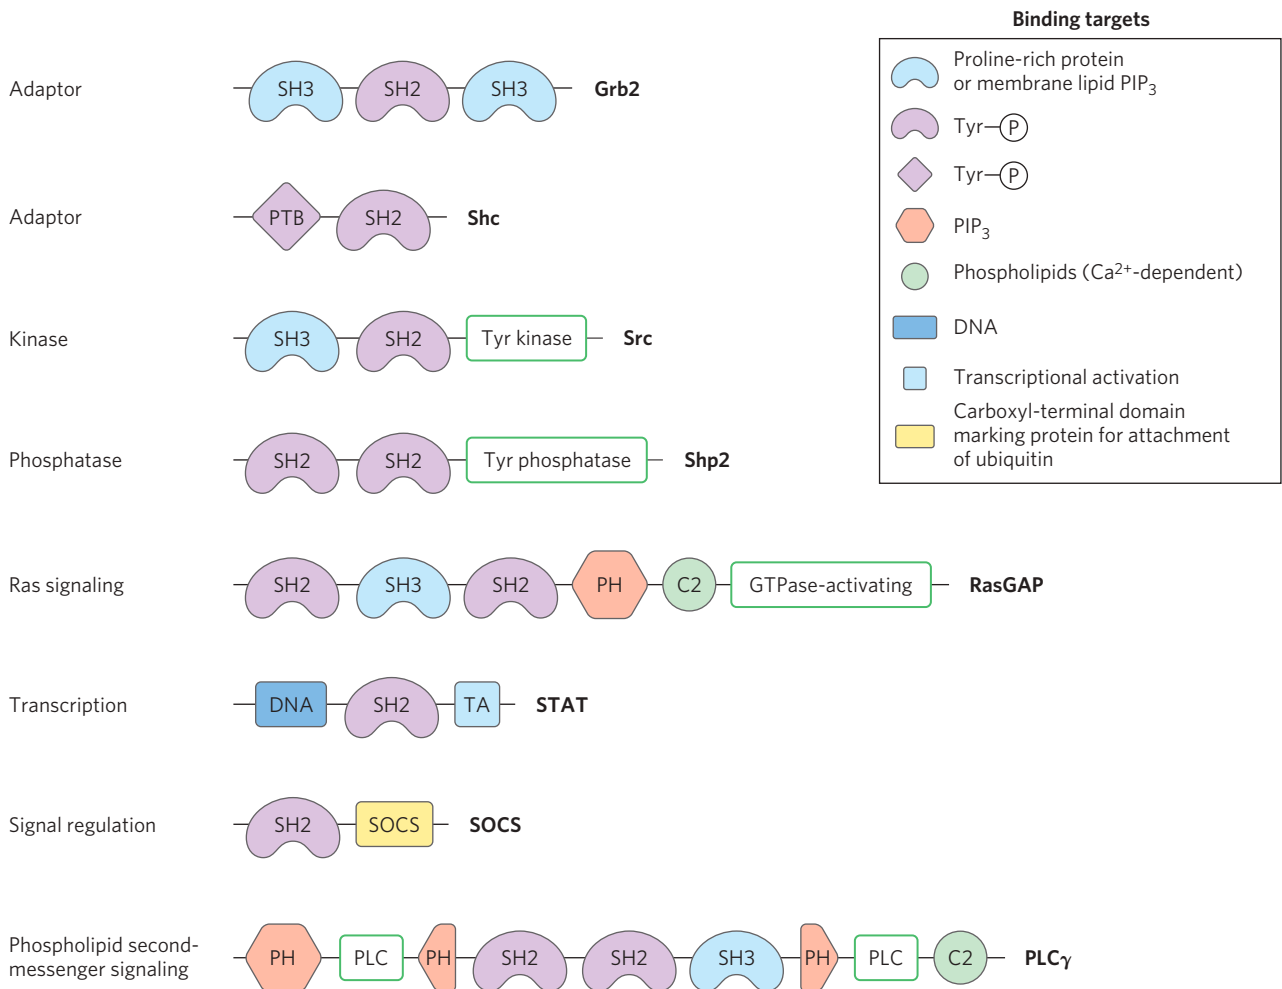 Binding targets
Proline-rich protein
or membrane lipid PIP₃
Tyr—P
Tyr—P
PIP₃
Phospholipids (Ca²⁺-dependent)
DNA
Transcriptional activation
Carboxyl-terminal domain
marking protein for attachment
of ubiquitin
Adaptor SH3 SH2 SH3 Grb2
Adaptor PTB SH2 Shc
Kinase SH3 SH2 Tyr kinase Src
Phosphatase SH2 SH2 Tyr phosphatase Shp2
Ras signaling SH2 SH3 SH2 PH C2 GTPase-activating RasGAP
Transcription DNA SH2 TA STAT
Signal regulation SH2 SOCS SOCS
Phospholipid second-
messenger signaling
PH PLC PH SH2 SH2 SH3 PH PLC C2 PLCγ